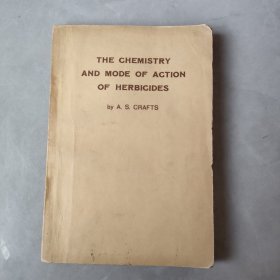 THE CHEMISTRY
AND MODE OF ACTION
OF HERBICIDES
by A. S. CRAFTS